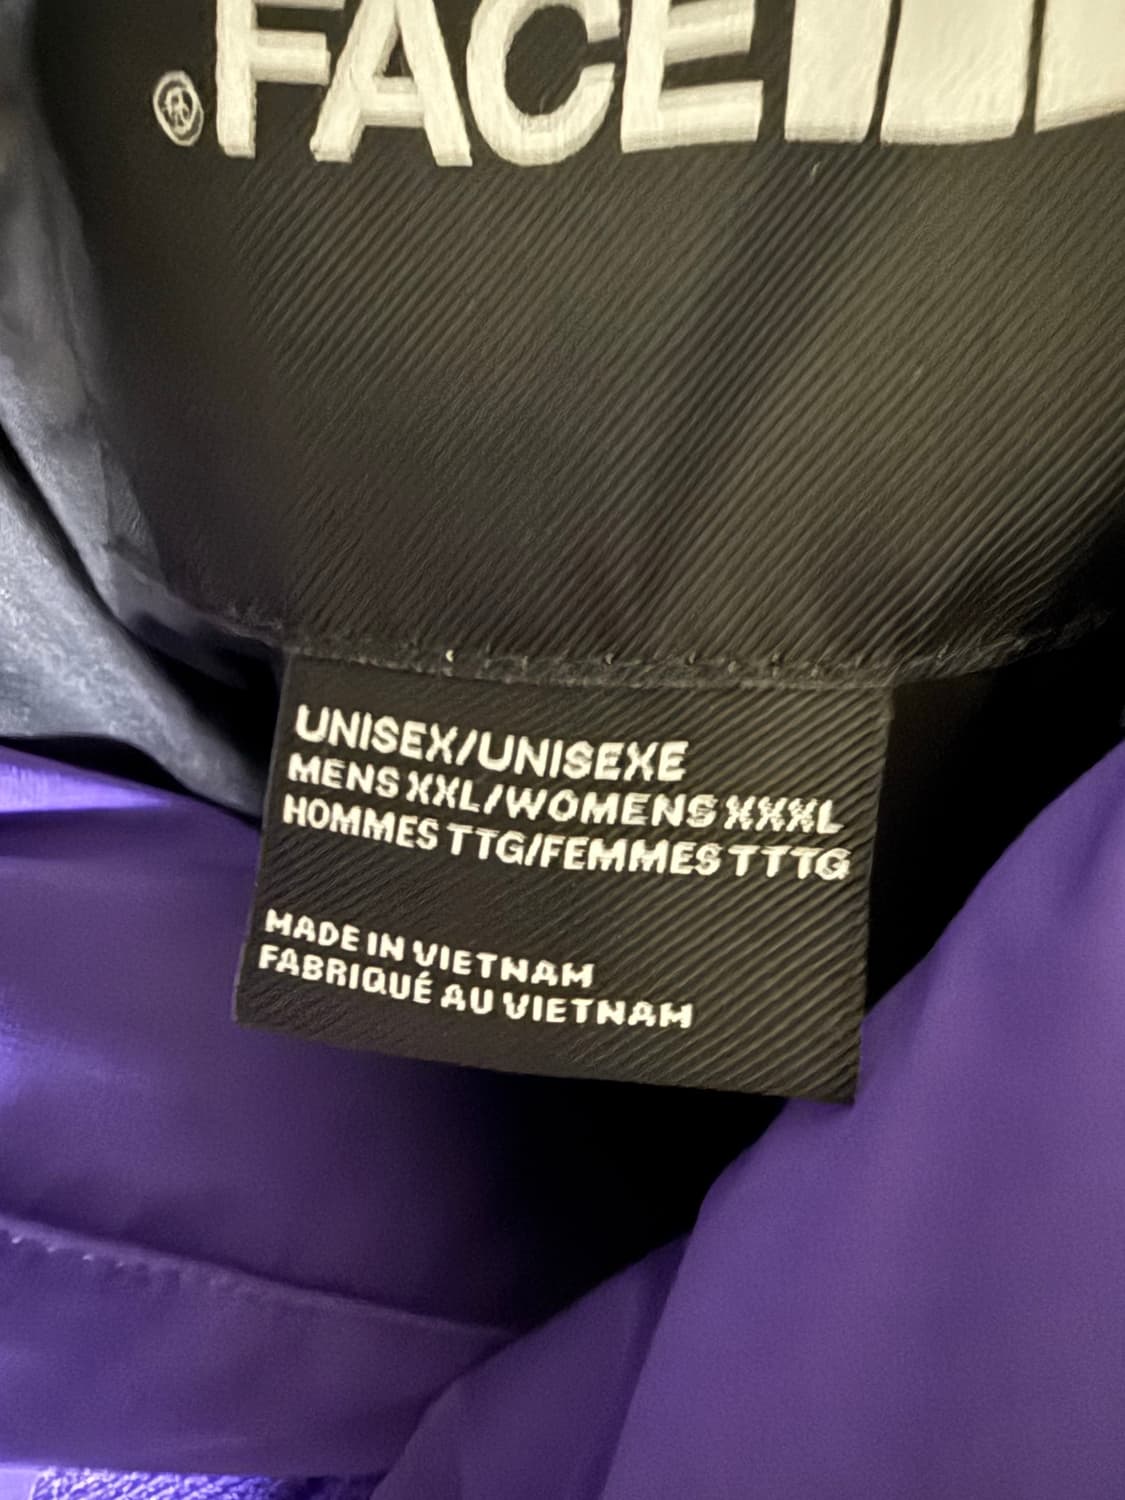 FACE
UNISEX/UNISEXE
MENS XXL/WOMENS XXXL
HOMMES TTG/FEMMES TTTG
MADE IN VIETNAM
FABRIQUÉ AU VIETNAM